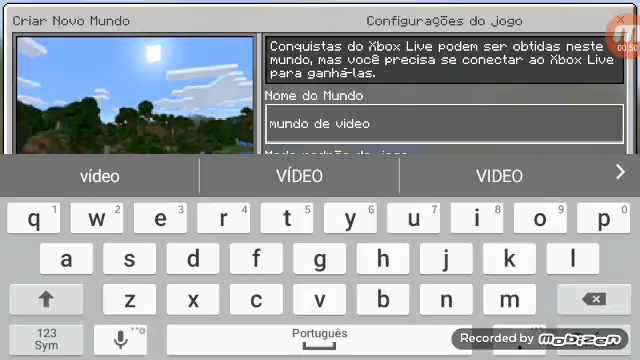 Criar Novo Mundo
Configurações do jogo
00:50
Conquistas do Xbox Live podem ser obtidas neste
mundo, mas você precisa se conectar ao Xbox Live
para ganhá-las.
Nome do Mundo
mundo de video
vídeo VÍDEO VIDEO
q 1 w 2 e 3 r 4 t 5 y 6 u 7 i 8 o 9 p 0
a s d f g h j k l
z x c v b n m
123
Sym
Português
Recorded by mobizen